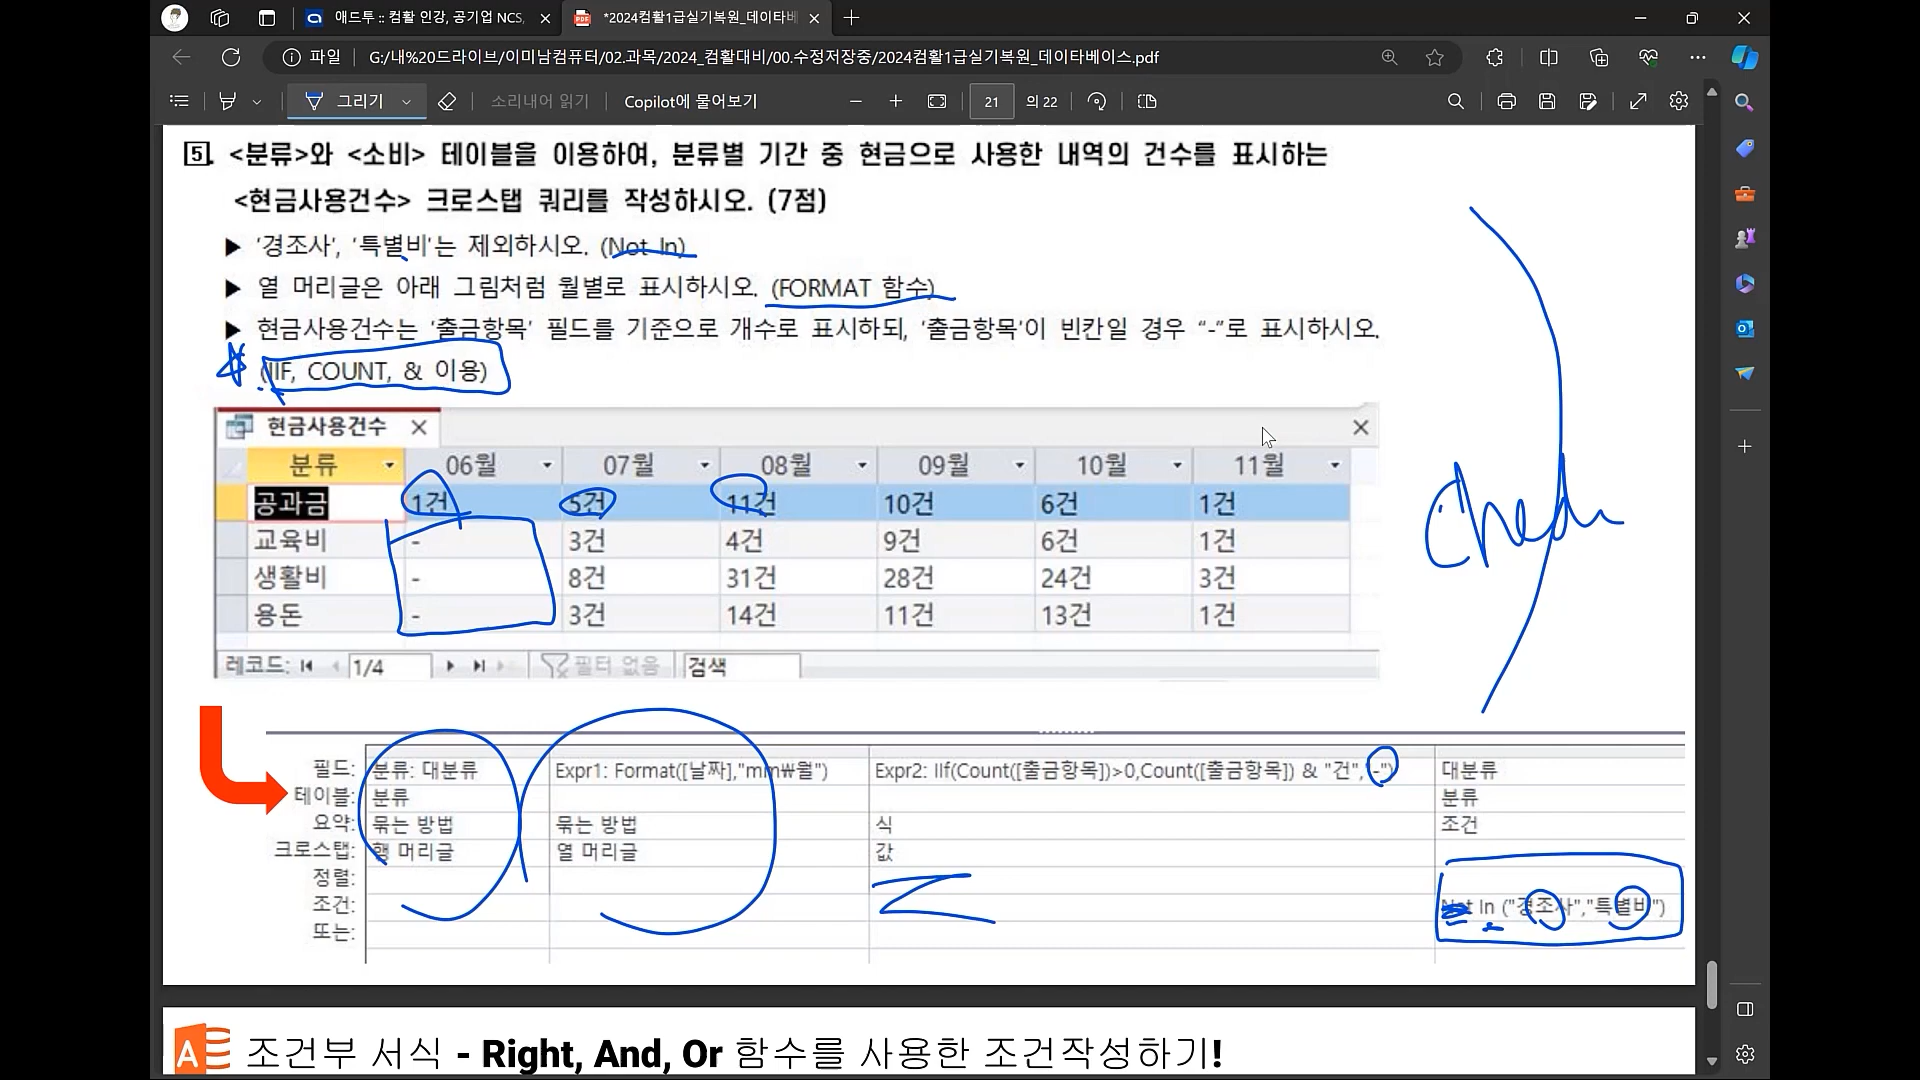 애드투 :: 컴활 인강, 공기업 NCS,
*2024컴활1급실기복원_데이타베
파일
G:/내%20드라이브/이미남컴퓨터/02.과목/2024_컴활대비/00.수정저장중/2024컴활1급실기복원_데이타베이스.pdf
그리기
소리내어 읽기
Copilot에 물어보기
21 의 22
5. <분류>와 <소비> 테이블을 이용하여, 분류별 기간 중 현금으로 사용한 내역의 건수를 표시하는
<현금사용건수> 크로스탭 쿼리를 작성하시오. (7점)
▶ '경조사', '특별비'는 제외하시오. (Not In)
▶ 열 머리글은 아래 그림처럼 월별로 표시하시오. (FORMAT 함수)
▶ 현금사용건수는 '출금항목' 필드를 기준으로 개수로 표시하되, '출금항목'이 빈칸일 경우 "-"로 표시하시오.
(IIF, COUNT, & 이용)
현금사용건수
분류 06월 07월 08월 09월 10월 11월
공과금 1건 5건 11건 10건 6건 1건
교육비 - 3건 4건 9건 6건 1건
생활비 - 8건 31건 28건 24건 3건
용돈 - 3건 14건 11건 13건 1건
레코드: 1/4 필터 없음 검색
Check
필드: 분류: 대분류 Expr1: Format([날짜],"mm₩월") Expr2: IIf(Count([출금항목])>0,Count([출금항목]) & "건","-") 대분류
테이블: 분류 분류
요약: 묶는 방법 묶는 방법 식 조건
크로스탭: 행 머리글 열 머리글 값
정렬:
조건: Not In ("경조사","특별비")
또는:
A 조건부 서식 - Right, And, Or 함수를 사용한 조건작성하기!